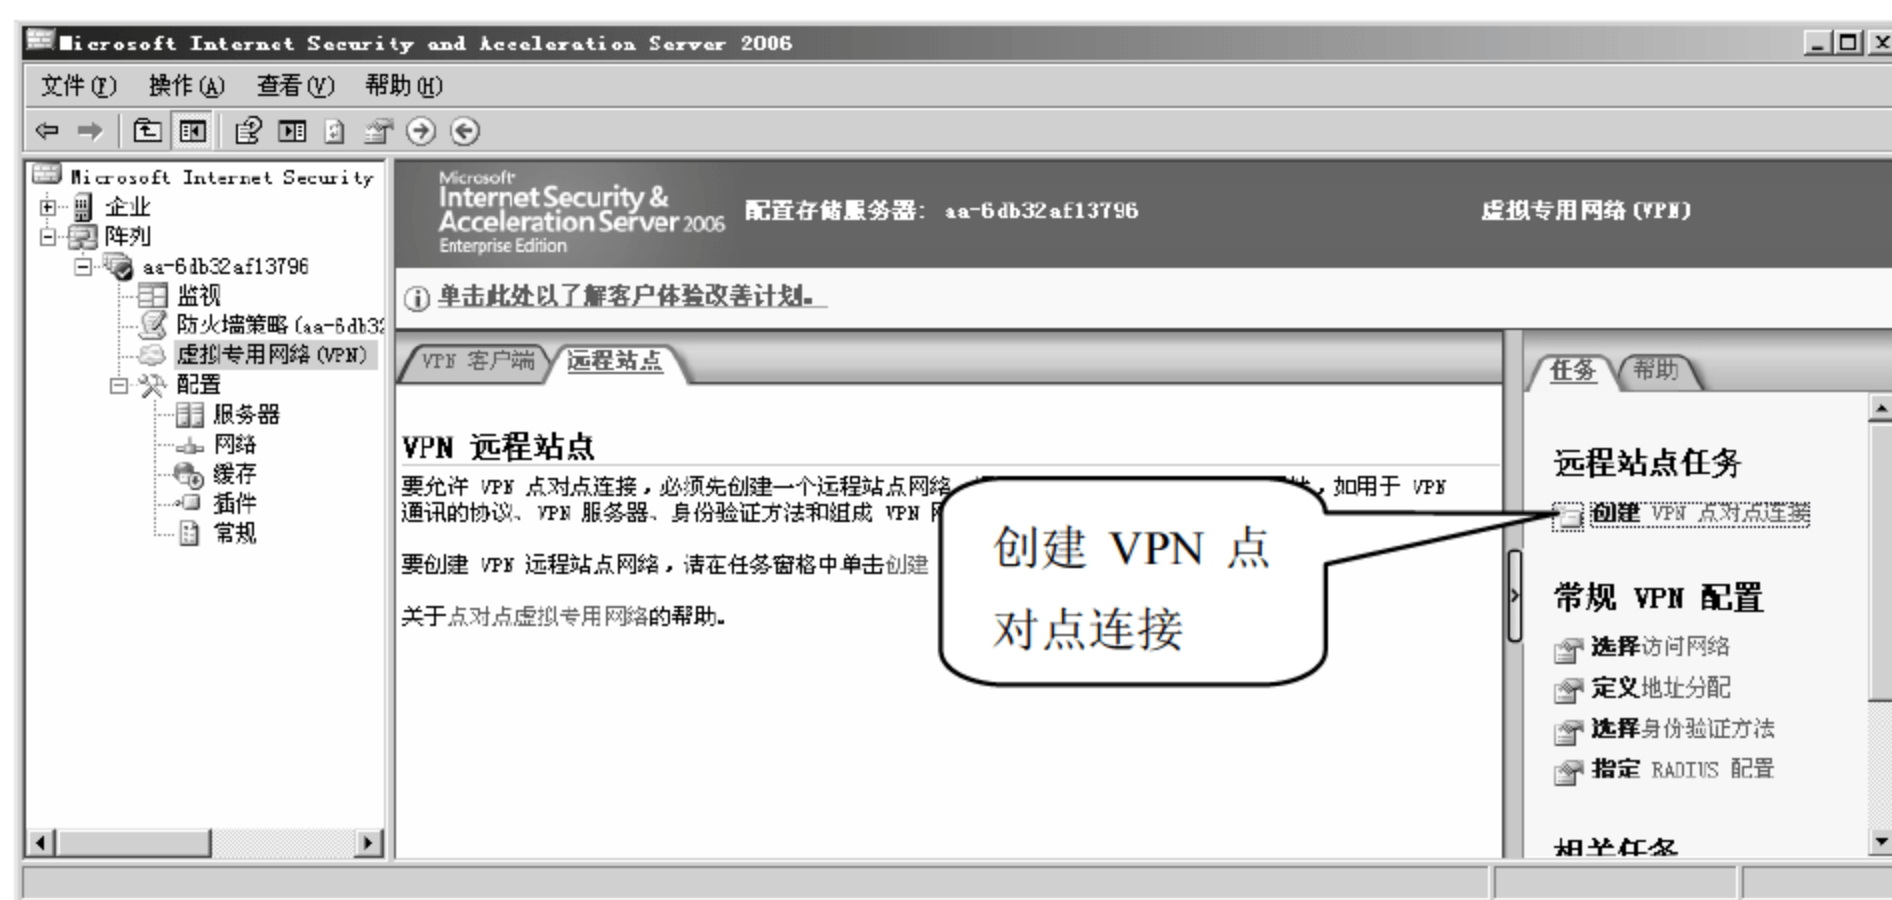 Microsoft Internet Security and Acceleration Server 2006
文件(F) 操作(A) 查看(V) 帮助(H)
Microsoft Internet Security
企业
阵列
aa-6db32af13796
监视
防火墙策略(aa-6db32
虚拟专用网络(VPN)
配置
服务器
网络
缓存
插件
常规
Microsoft
Internet Security &
Acceleration Server 2006
Enterprise Edition
配置存储服务器: aa-6db32af13796
虚拟专用网络(VPN)
单击此处以了解客户体验改善计划。
VPN 客户端
远程站点
VPN 远程站点
要允许 VPN 点对点连接，必须先创建一个远程站点网络 ，如用于 VPN
通讯的协议、VPN 服务器、身份验证方法和组成 VPN
要创建 VPN 远程站点网络，请在任务窗格中单击创建
关于点对点虚拟专用网络的帮助。
创建 VPN 点
对点连接
任务
帮助
远程站点任务
创建 VPN 点对点连接
常规 VPN 配置
选择访问网络
定义地址分配
选择身份验证方法
指定 RADIUS 配置
相关任务